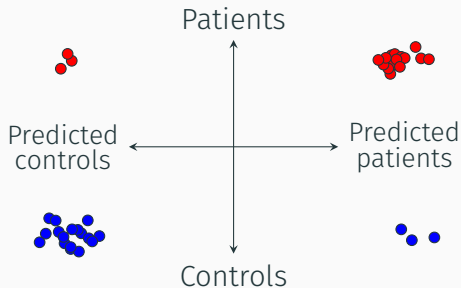 Patients
Predicted
controls
Predicted
patients
Controls